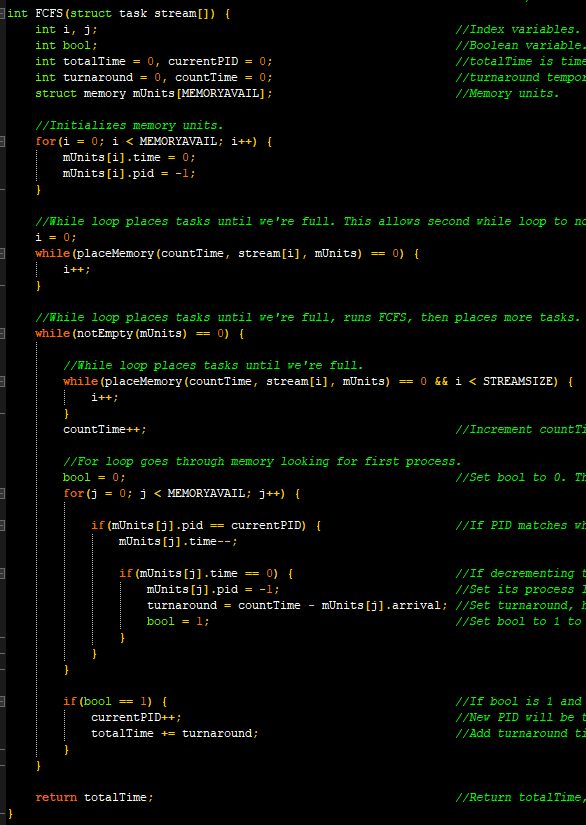 int FCFS(struct task stream[]) {
    int i, j;                                                   //Index variables.
    int bool;                                                   //Boolean variable.
    int totalTime = 0, currentPID = 0;                          //totalTime is time
    int turnaround = 0, countTime = 0;                          //turnaround tempor
    struct memory mUnits[MEMORYAVAIL];                          //Memory units.

    //Initializes memory units.
    for(i = 0; i < MEMORYAVAIL; i++) {
        mUnits[i].time = 0;
        mUnits[i].pid = -1;
    }

    //While loop places tasks until we're full. This allows second while loop to no
    i = 0;
    while(placeMemory(countTime, stream[i], mUnits) == 0) {
        i++;
    }

    //While loop places tasks until we're full, runs FCFS, then places more tasks.
    while(notEmpty(mUnits) == 0) {

        //While loop places tasks until we're full.
        while(placeMemory(countTime, stream[i], mUnits) == 0 && i < STREAMSIZE) {
            i++;
        }
        countTime++;                                            //Increment countTi

        //For loop goes through memory looking for first process.
        bool = 0;                                               //Set bool to 0. Th
        for(j = 0; j < MEMORYAVAIL; j++) {

            if(mUnits[j].pid == currentPID) {                   //If PID matches wh
                mUnits[j].time--;

                if(mUnits[j].time == 0) {                       //If decrementing t
                    mUnits[j].pid = -1;                         //Set its process
                    turnaround = countTime - mUnits[j].arrival; //Set turnaround, h
                    bool = 1;                                   //Set bool to 1 to
                }
            }
        }

        if(bool == 1) {                                         //If bool is 1 and
            currentPID++;                                       //New PID will be t
            totalTime += turnaround;                            //Add turnaround ti
        }
    }

    return totalTime;                                           //Return totalTime,
}